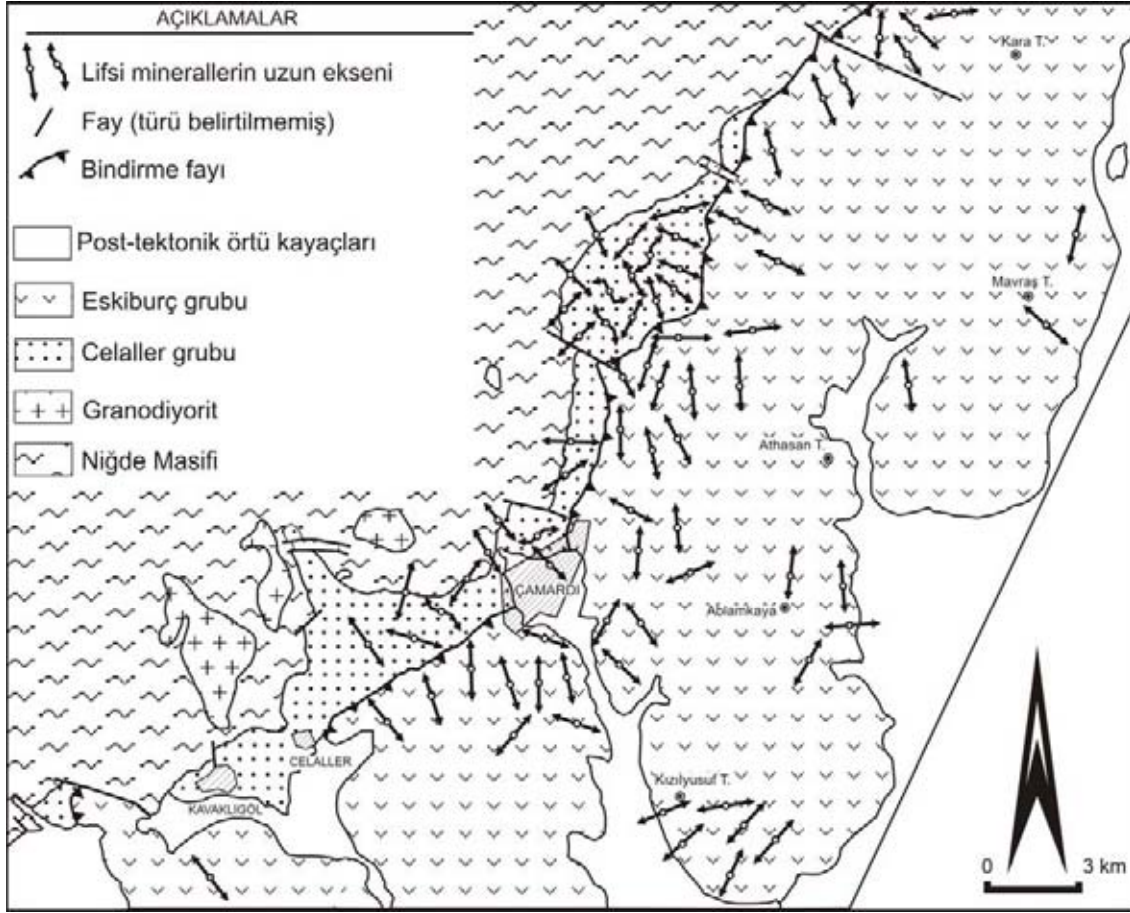 AÇIKLAMALAR
Lifsi minerallerin uzun ekseni
Fay (türü belirtilmemiş)
Bindirme fayı
Post-tektonik örtü kayaçları
Eskiburç grubu
Celaller grubu
Granodiyorit
Niğde Masifi
Kara T.
Mavraş T.
Athasan T.
ÇAMARDI
Ablamkaya
CELALLER
Kızılyusuf T.
KAVAKLIGÖL
0 3 km